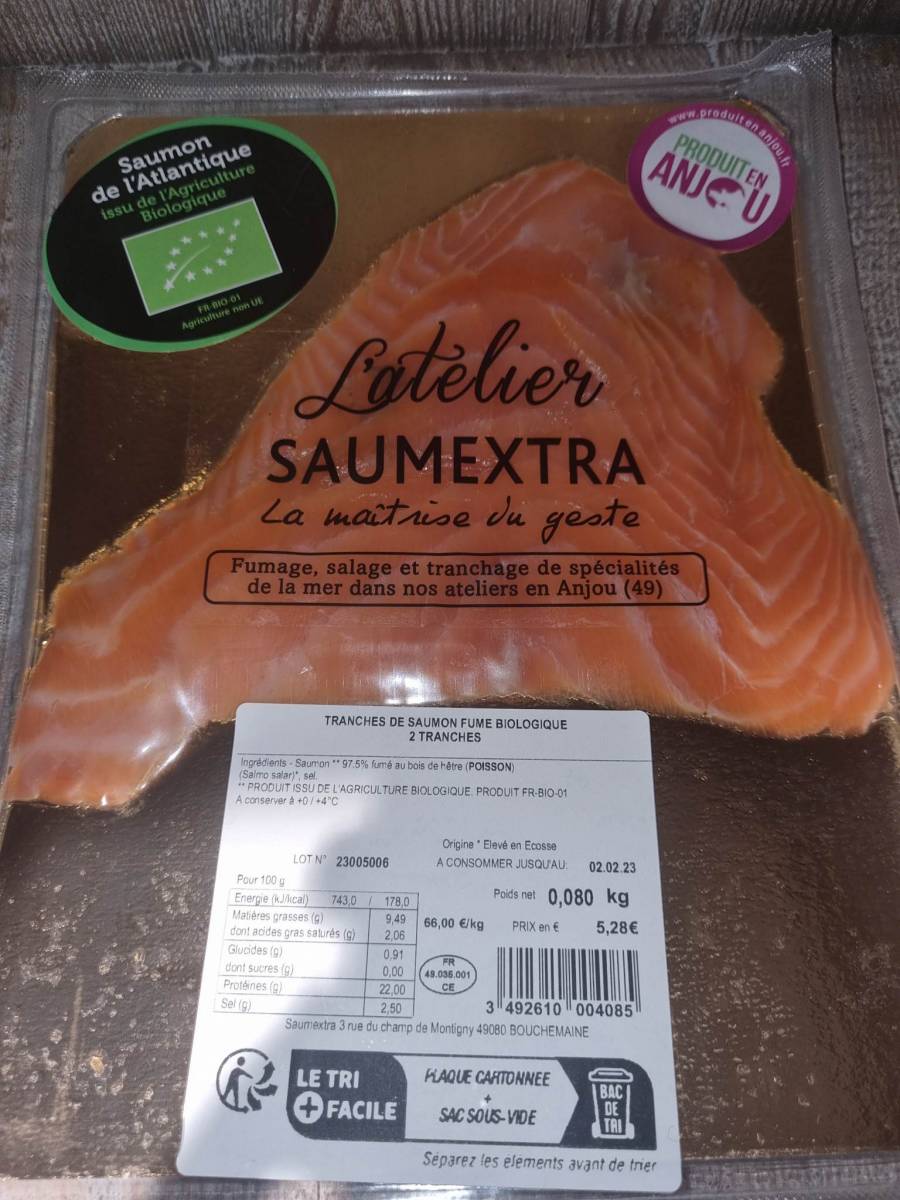 Saumon
de l'Atlantique
issu de l'Agriculture
Biologique
FR-BIO-01
Agriculture non UE
www.produitenanjou.fr
PRODUIT EN
ANJOU
L'atelier
SAUMEXTRA
La maîtrise du geste
Fumage, salage et tranchage de spécialités
de la mer dans nos ateliers en Anjou (49)
TRANCHES DE SAUMON FUME BIOLOGIQUE
2 TRANCHES
Ingrédients - Saumon ** 97.5% fumé au bois de hêtre (POISSON)
(Salmo salar)*, sel.
** PRODUIT ISSU DE L'AGRICULTURE BIOLOGIQUE. PRODUIT FR-BIO-01
A conserver à +0 / +4°C
Origine * Elevé en Ecosse
LOT N° 23005006 A CONSOMMER JUSQU'AU: 02.02.23
Pour 100 g
Poids net 0,080 kg
Energie (kJ/kcal) 743,0 / 178,0
Matières grasses (g) 9,49
dont acides gras saturés (g) 2,06
66,00 €/kg PRIX en € 5,28€
Glucides (g) 0,91
dont sucres (g) 0,00
Protéines (g) 22,00
Sel (g) 2,50
FR
49.035.001
CE
3 492610 004085
Saumextra 3 rue du champ de Montigny 49080 BOUCHEMAINE
LE TRI
+ FACILE
PLAQUE CARTONNEE
+
SAC SOUS-VIDE
BAC
DE
TRI
Séparez les élements avant de trier